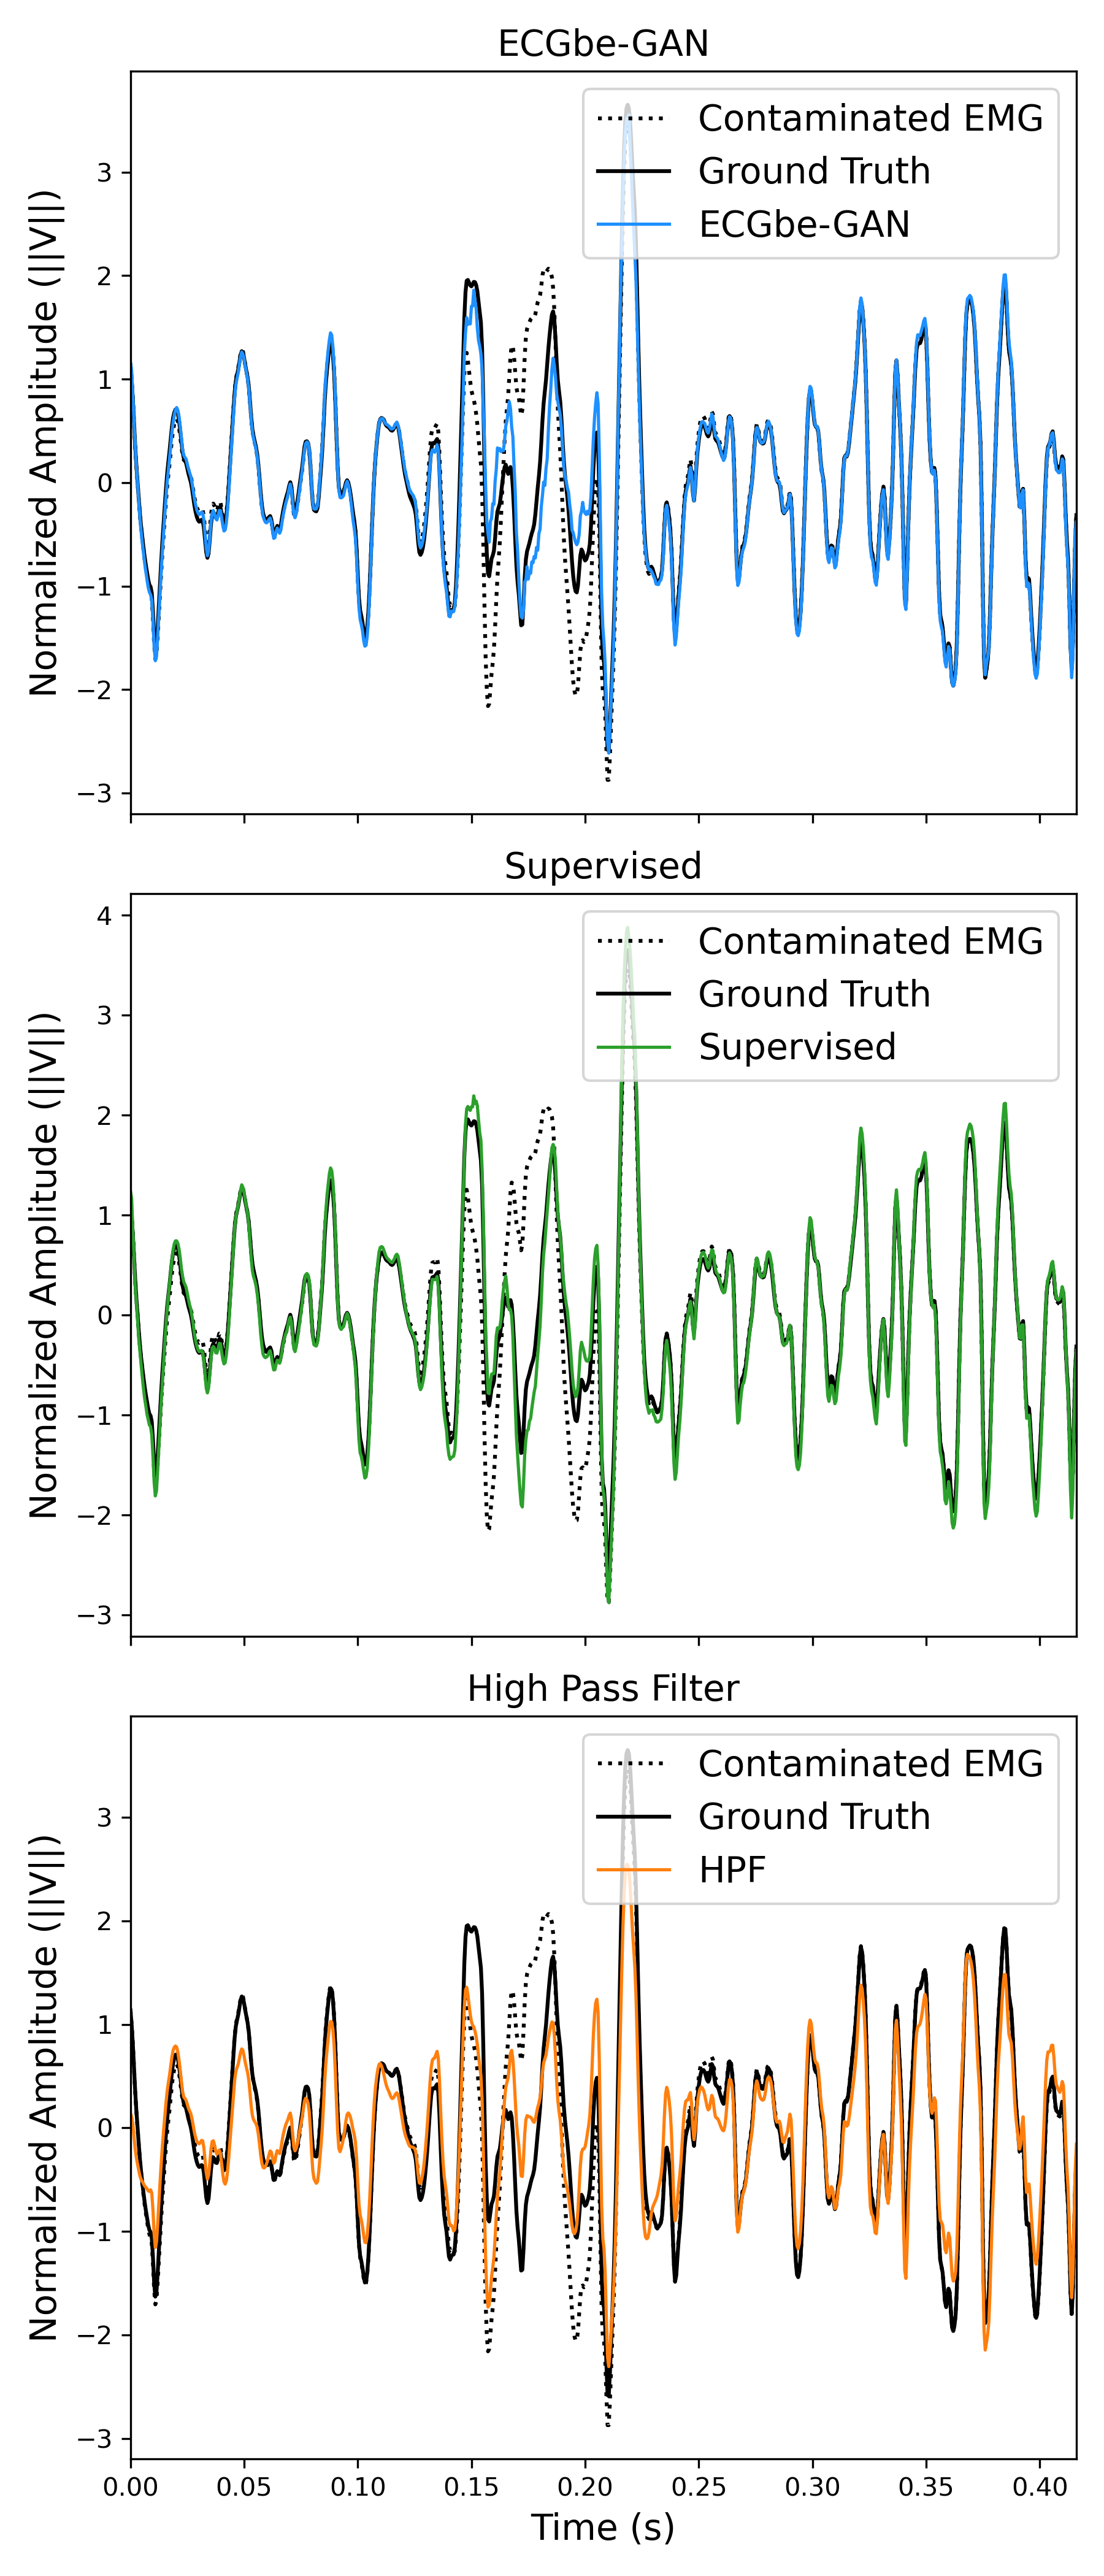 ECGbe-GAN
Contaminated EMG
Ground Truth
ECGbe-GAN
Normalized Amplitude (||V||)
3
2
1
0
−1
−2
−3
Supervised
Contaminated EMG
Ground Truth
Supervised
Normalized Amplitude (||V||)
4
3
2
1
0
−1
−2
−3
High Pass Filter
Contaminated EMG
Ground Truth
HPF
Normalized Amplitude (||V||)
3
2
1
0
−1
−2
−3
0.00 0.05 0.10 0.15 0.20 0.25 0.30 0.35 0.40
Time (s)